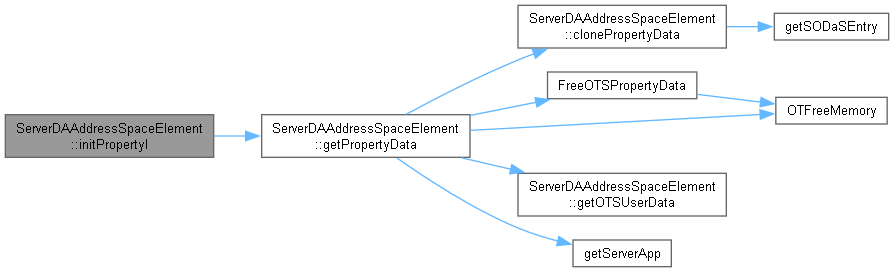 ServerDAAddressSpaceElement
::initPropertyI
ServerDAAddressSpaceElement
::getPropertyData
ServerDAAddressSpaceElement
::clonePropertyData
getSODaSEntry
FreeOTSPropertyData
OTFreeMemory
ServerDAAddressSpaceElement
::getOTSUserData
getServerApp